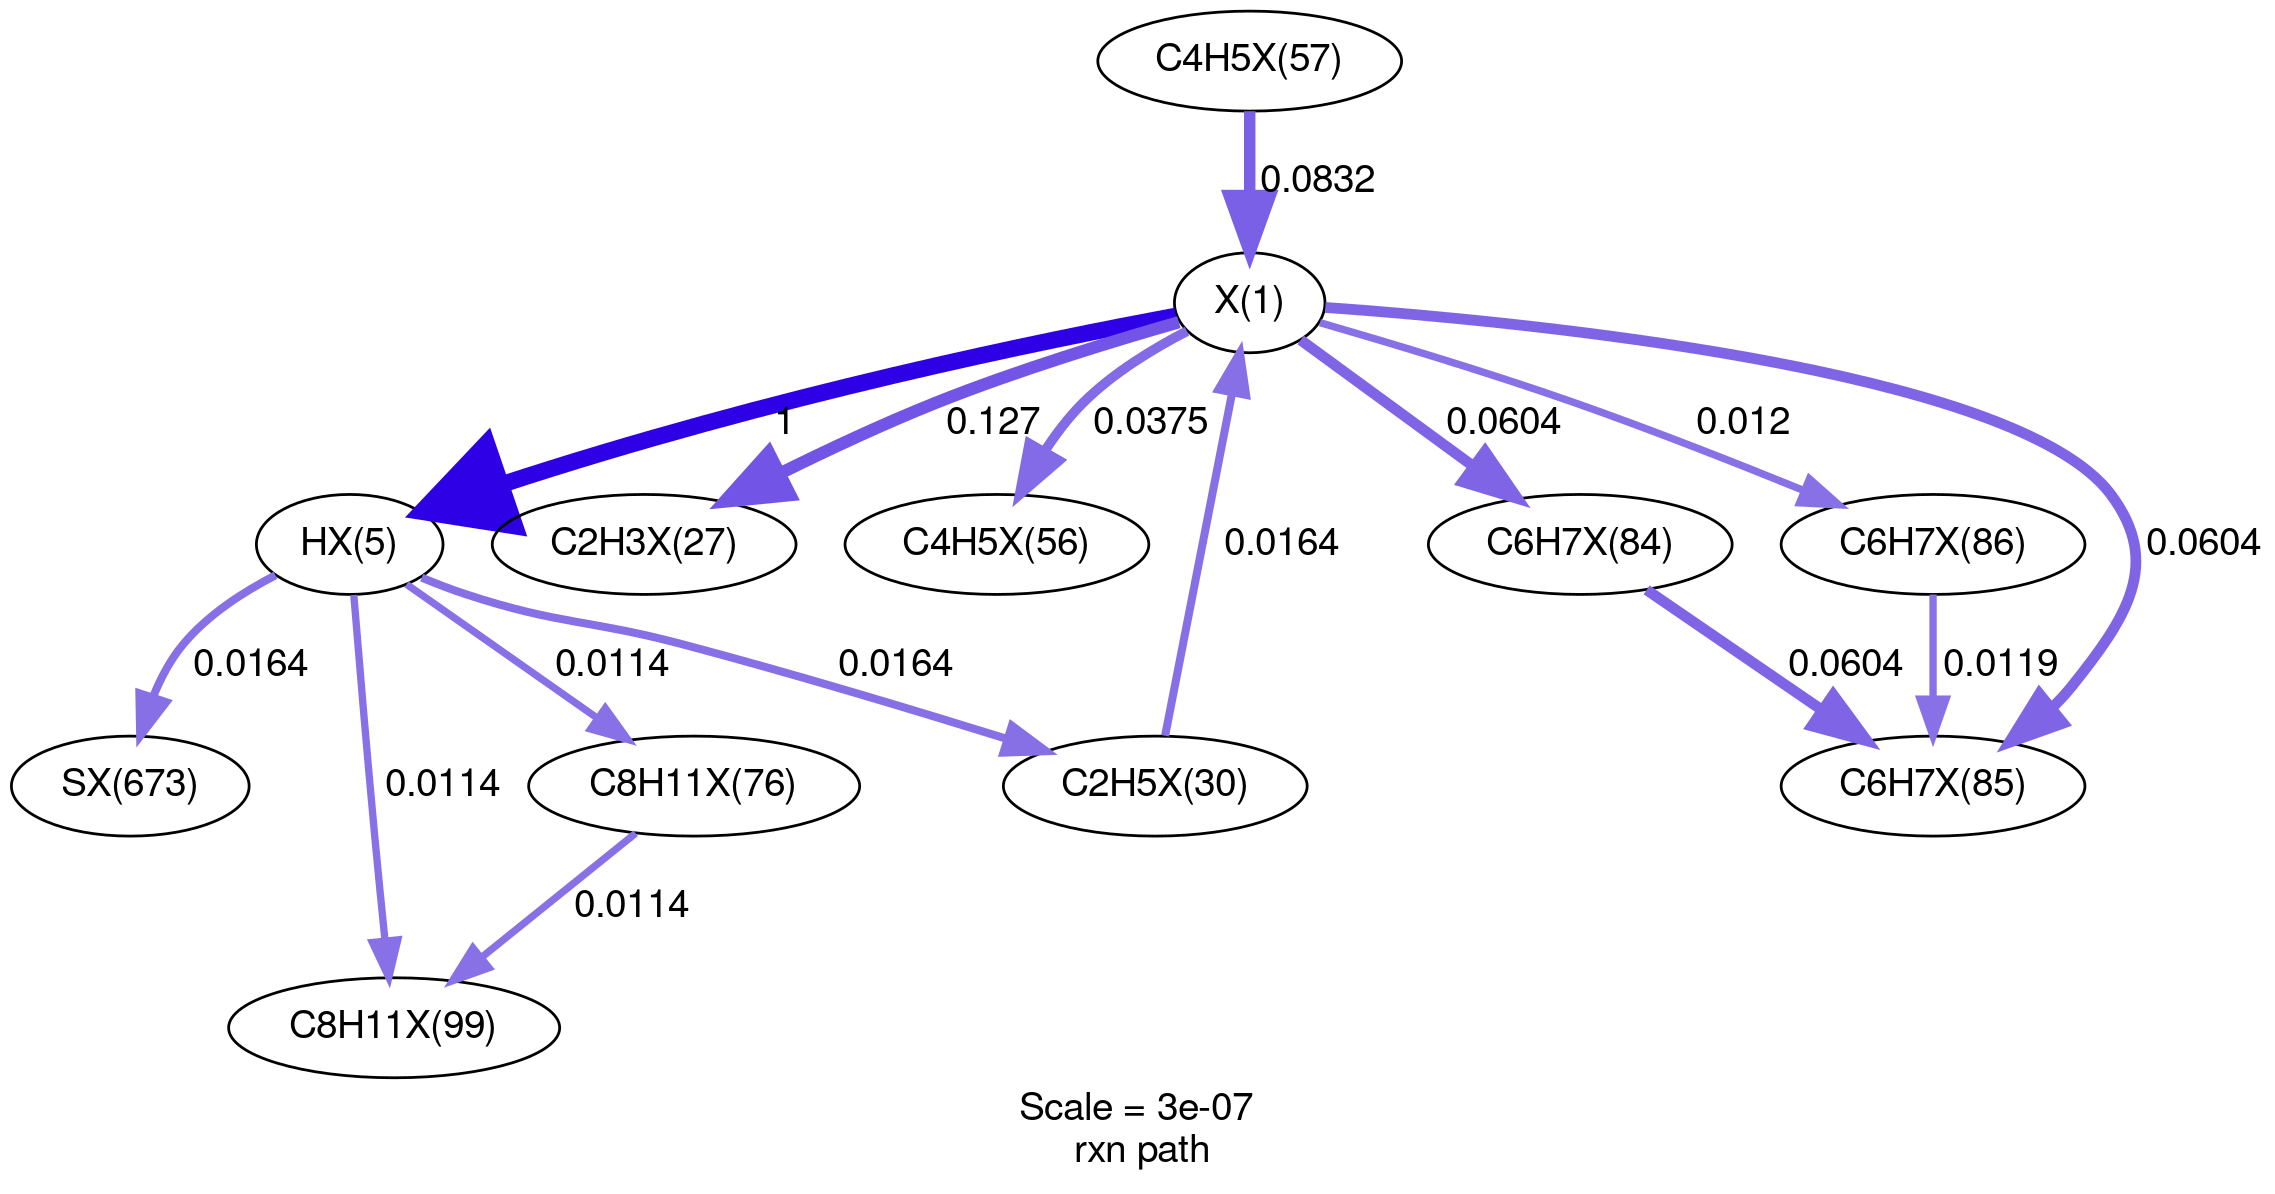 C4H5X(57)
0.0832
X(1)
1
0.127
0.0375
0.0604
0.012
HX(5)
C2H3X(27)
C4H5X(56)
0.0164
C6H7X(84)
C6H7X(86)
0.0604
0.0164
0.0114
0.0164
0.0604
0.0119
SX(673)
0.0114
C8H11X(76)
C2H5X(30)
C6H7X(85)
0.0114
C8H11X(99)
Scale = 3e-07
rxn path